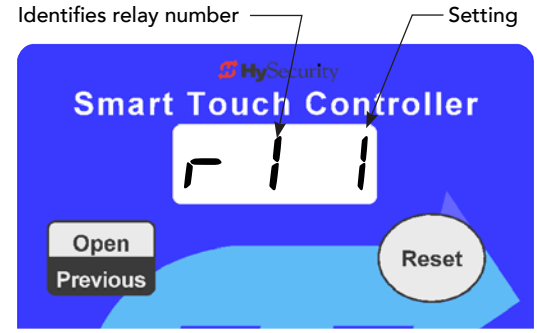 Identifies relay number Setting
HySecurity
Smart Touch Controller
r 1 1
Open
Previous
Reset